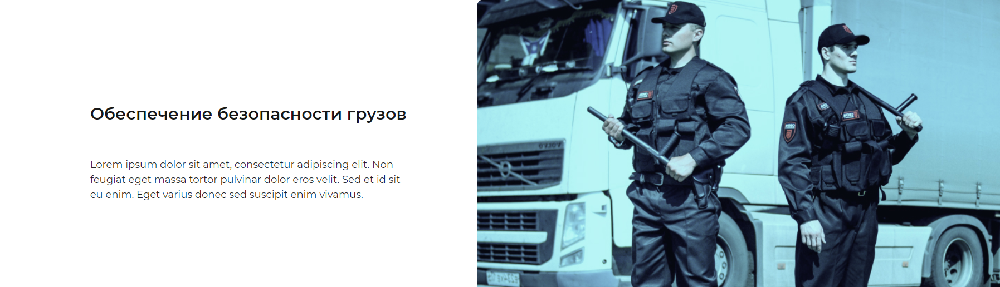 Обеспечение безопасности грузов
Lorem ipsum dolor sit amet, consectetur adipiscing elit. Non
feugiat eget massa tortor pulvinar dolor eros velit. Sed et id sit
eu enim. Eget varius donec sed suscipit enim vivamus.
VOLVO